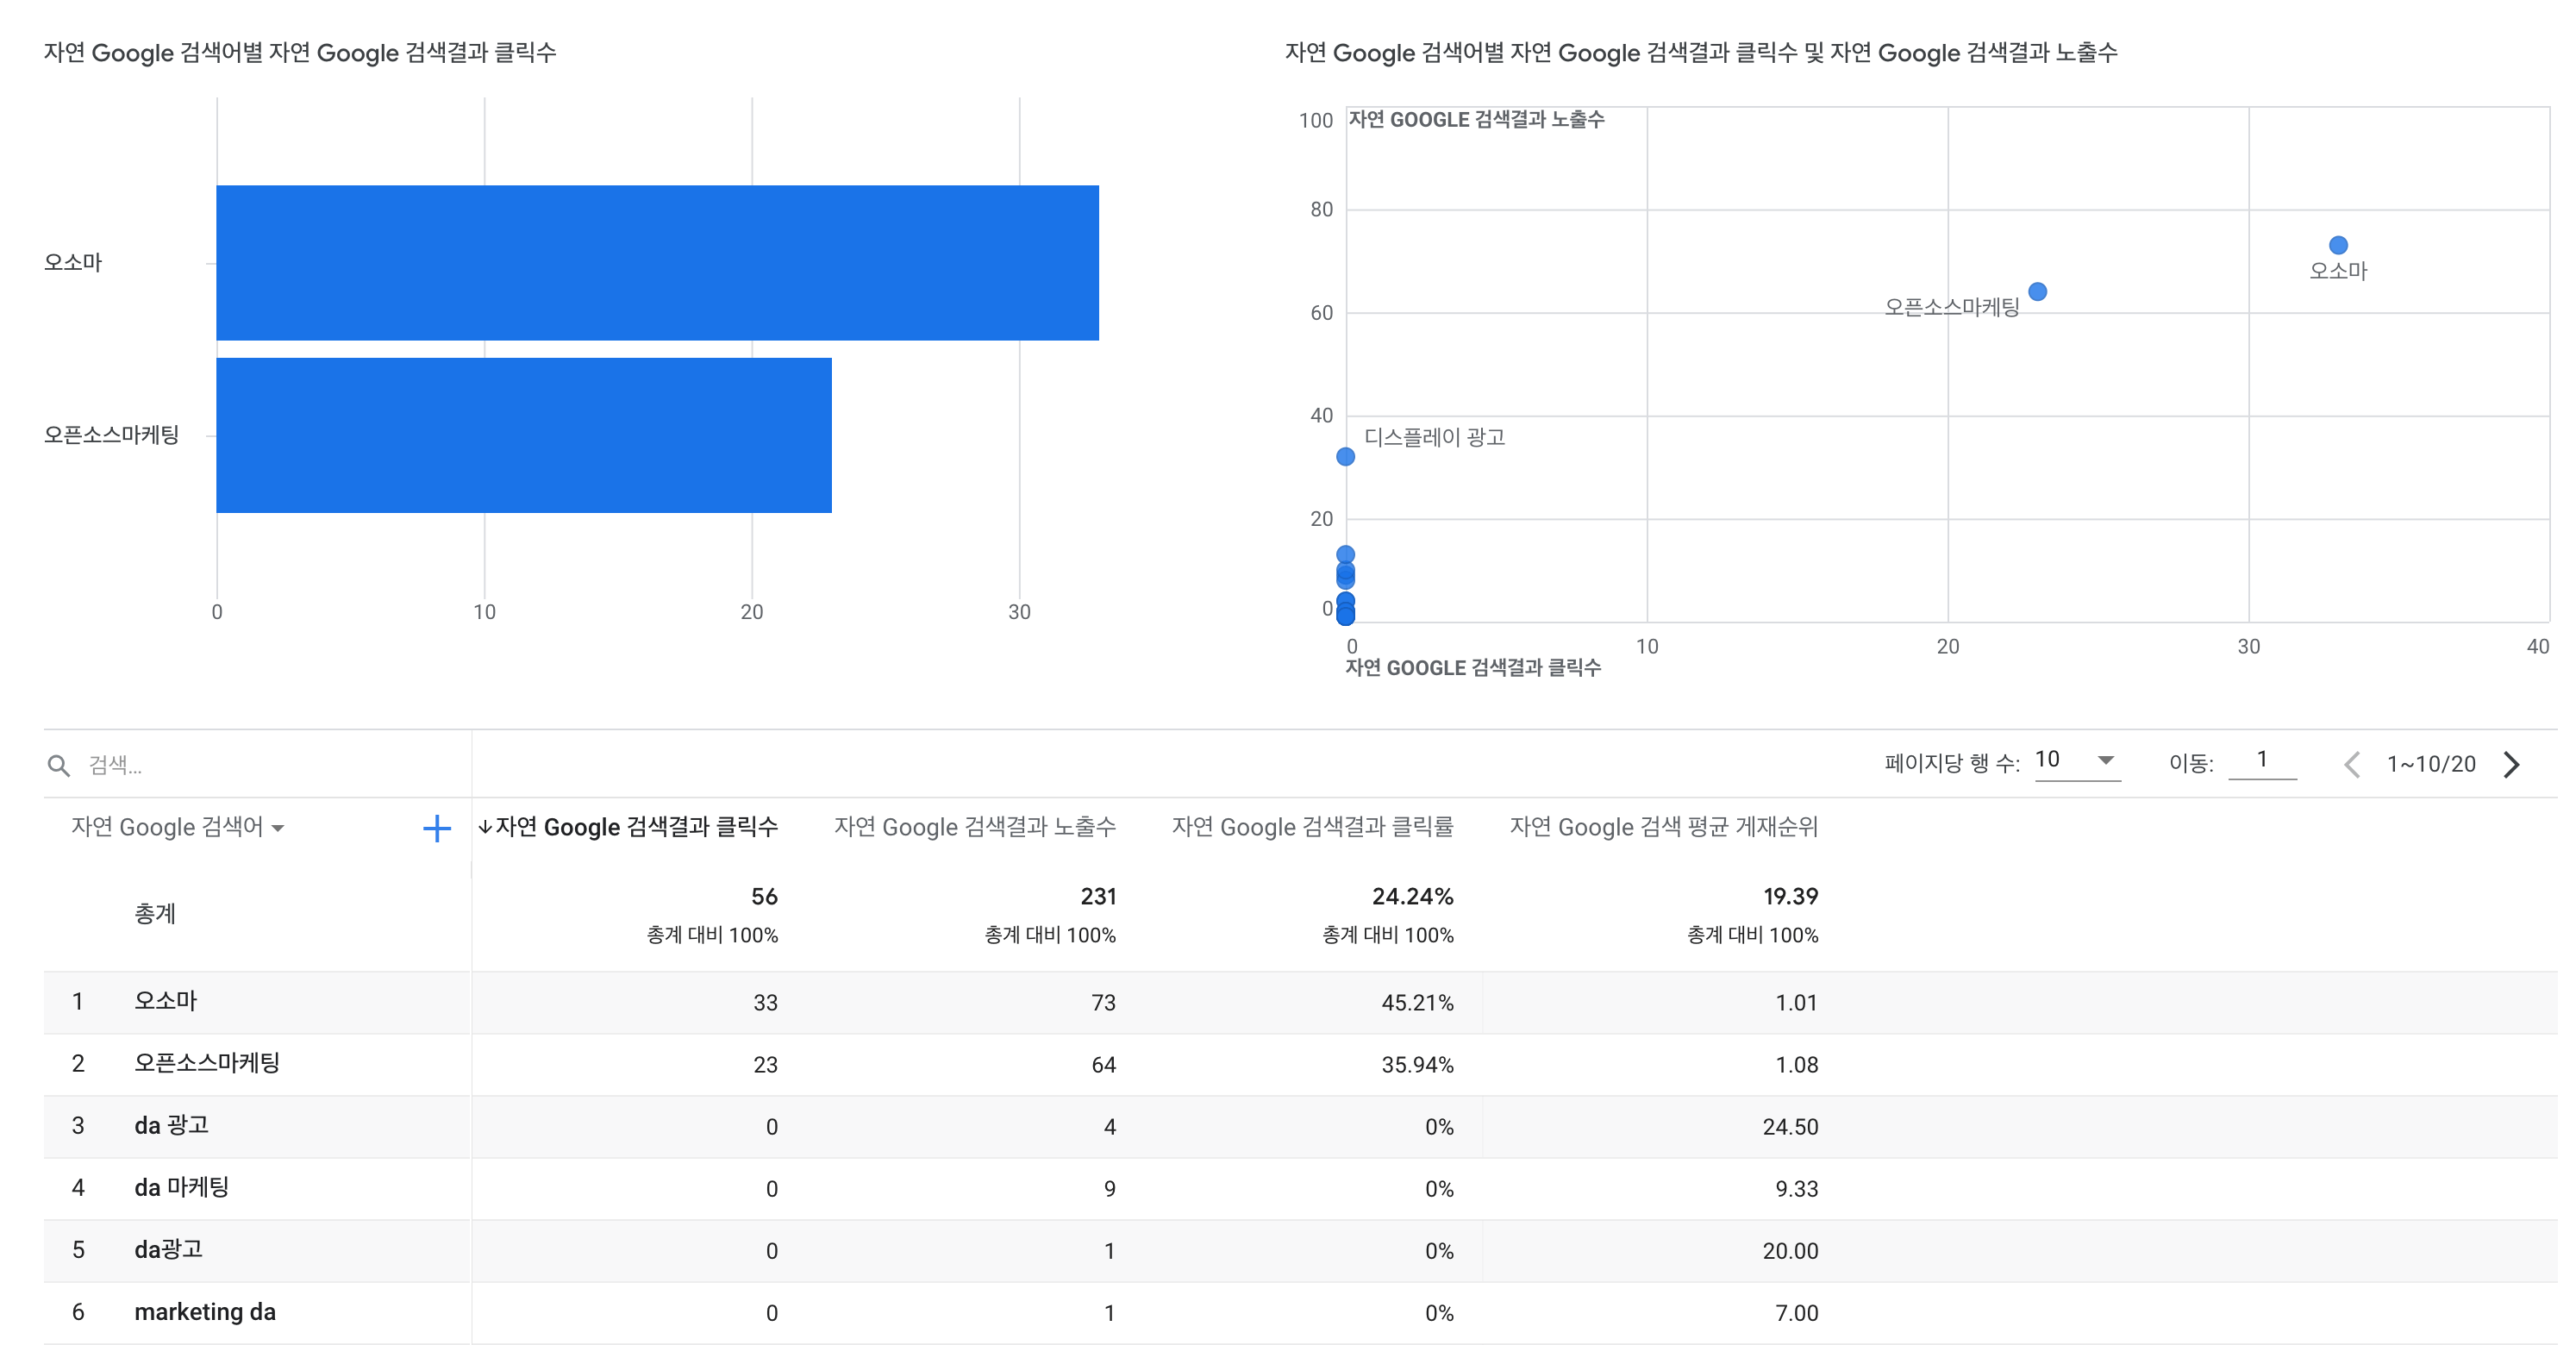 자연 Google 검색어별 자연 Google 검색결과 클릭수
오소마
오픈소스마케팅
0 10 20 30
자연 Google 검색어별 자연 Google 검색결과 클릭수 및 자연 Google 검색결과 노출수
100 자연 GOOGLE 검색결과 노출수
80
오소마
오픈소스마케팅
60
40
디스플레이 광고
20
0
0 10 20 30 40
자연 GOOGLE 검색결과 클릭수
검색... 페이지당 행 수: 10 이동: 1 1~10/20
자연 Google 검색어 + ↓자연 Google 검색결과 클릭수 자연 Google 검색결과 노출수 자연 Google 검색결과 클릭률 자연 Google 검색 평균 게재순위
총계 56 231 24.24% 19.39
총계 대비 100% 총계 대비 100% 총계 대비 100% 총계 대비 100%
1 오소마 33 73 45.21% 1.01
2 오픈소스마케팅 23 64 35.94% 1.08
3 da 광고 0 4 0% 24.50
4 da 마케팅 0 9 0% 9.33
5 da광고 0 1 0% 20.00
6 marketing da 0 1 0% 7.00